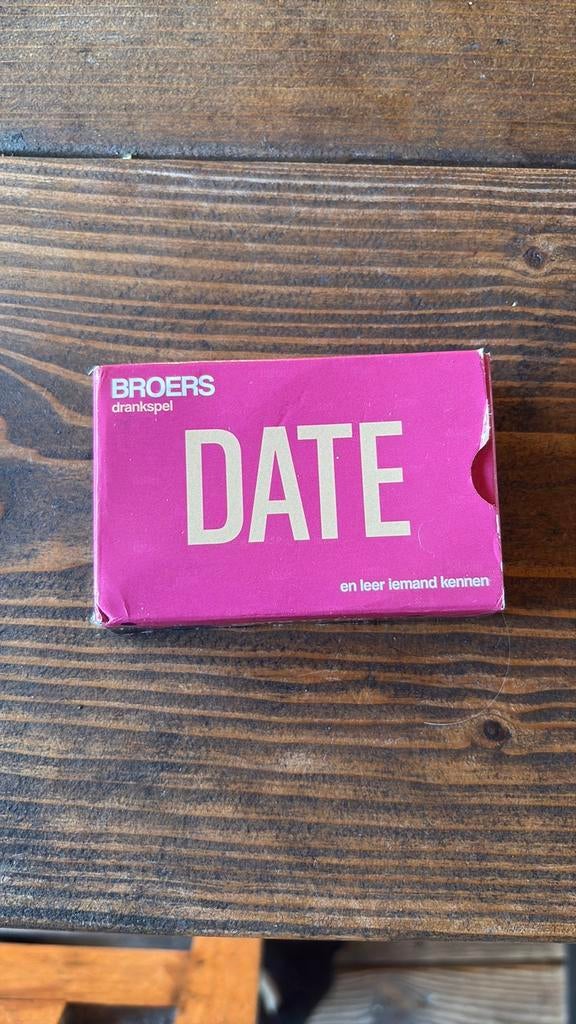 BROERS
drankspel
DATE
en leer iemand kennen